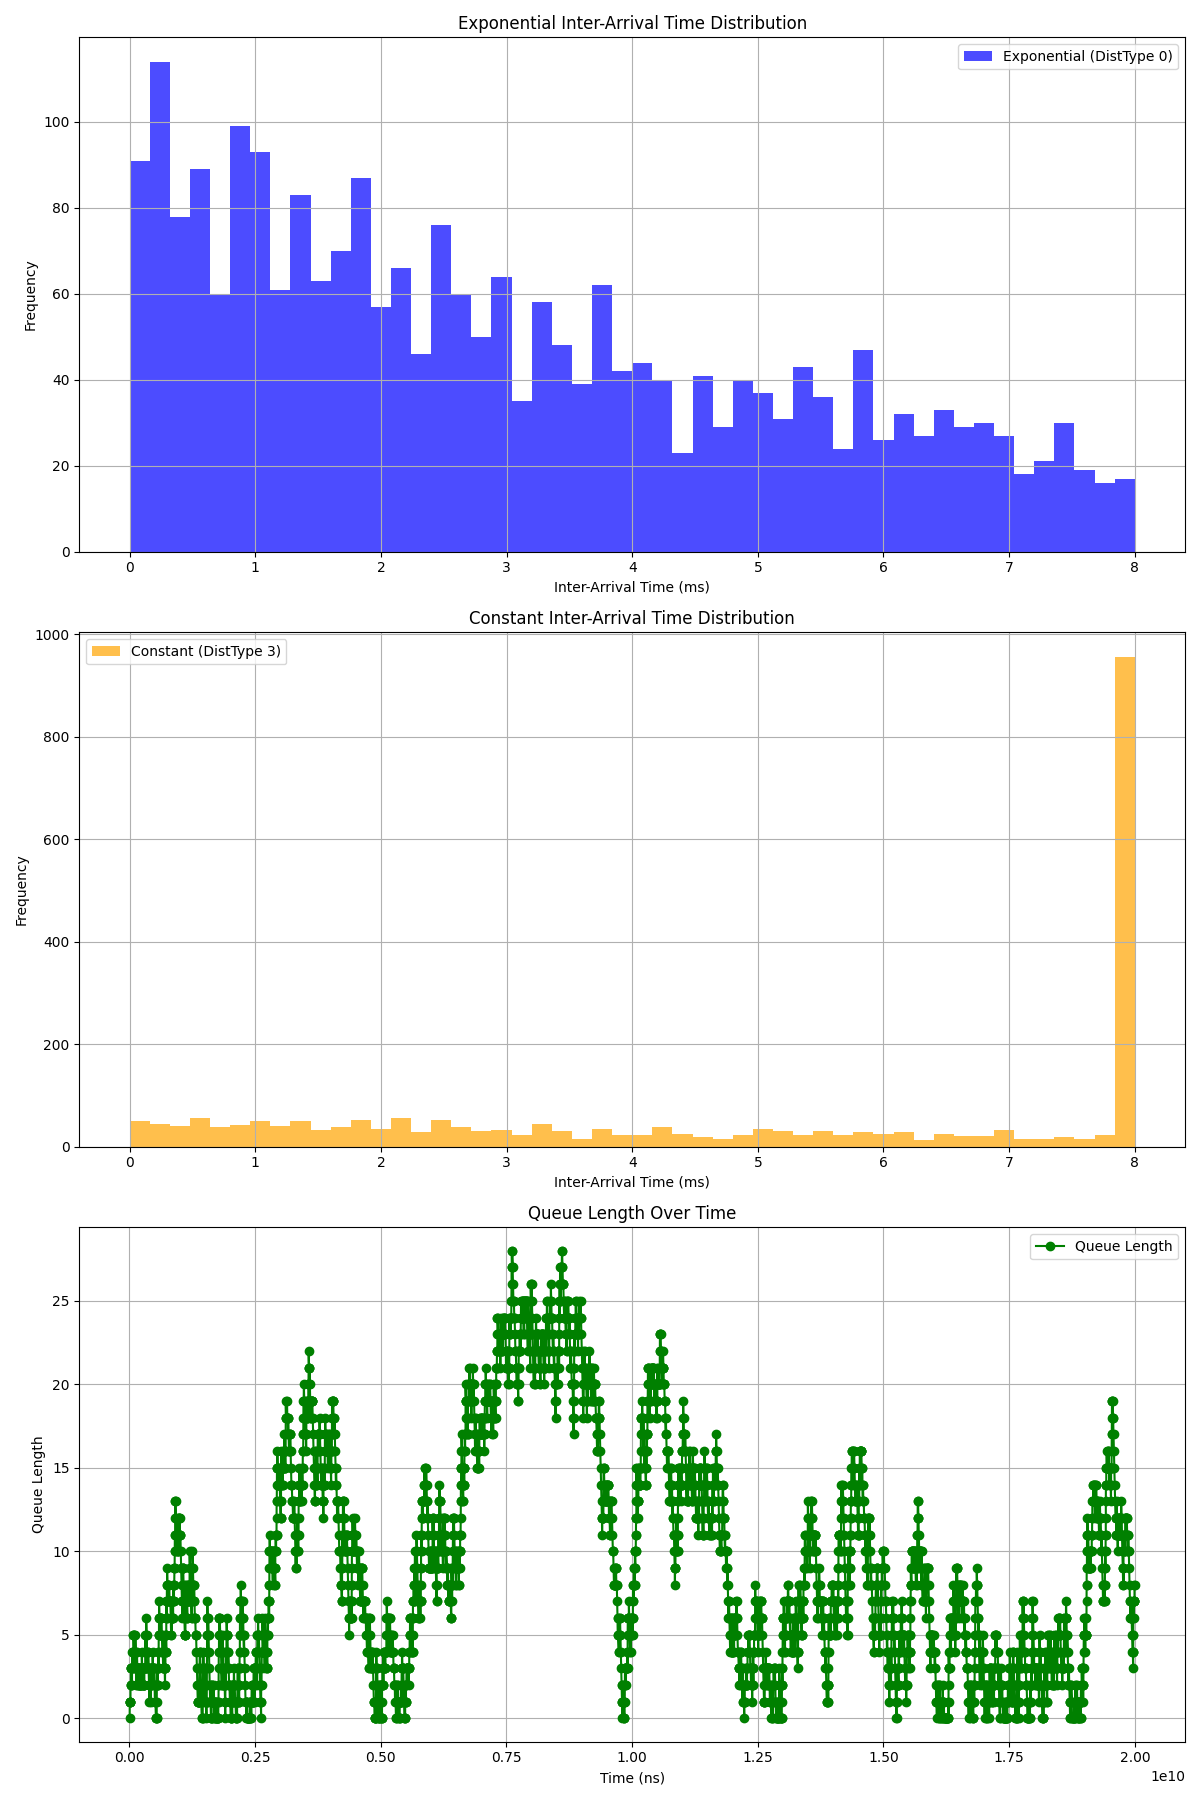 Exponential Inter-Arrival Time Distribution
Exponential (DistType 0)
Frequency
100
80
60
40
20
0
0 1 2 3 4 5 6 7 8
Inter-Arrival Time (ms)
Constant Inter-Arrival Time Distribution
Constant (DistType 3)
Frequency
1000
800
600
400
200
0
0 1 2 3 4 5 6 7 8
Inter-Arrival Time (ms)
Queue Length Over Time
Queue Length
Queue Length
25
20
15
10
5
0
0.00 0.25 0.50 0.75 1.00 1.25 1.50 1.75 2.00
Time (ns)
1e10